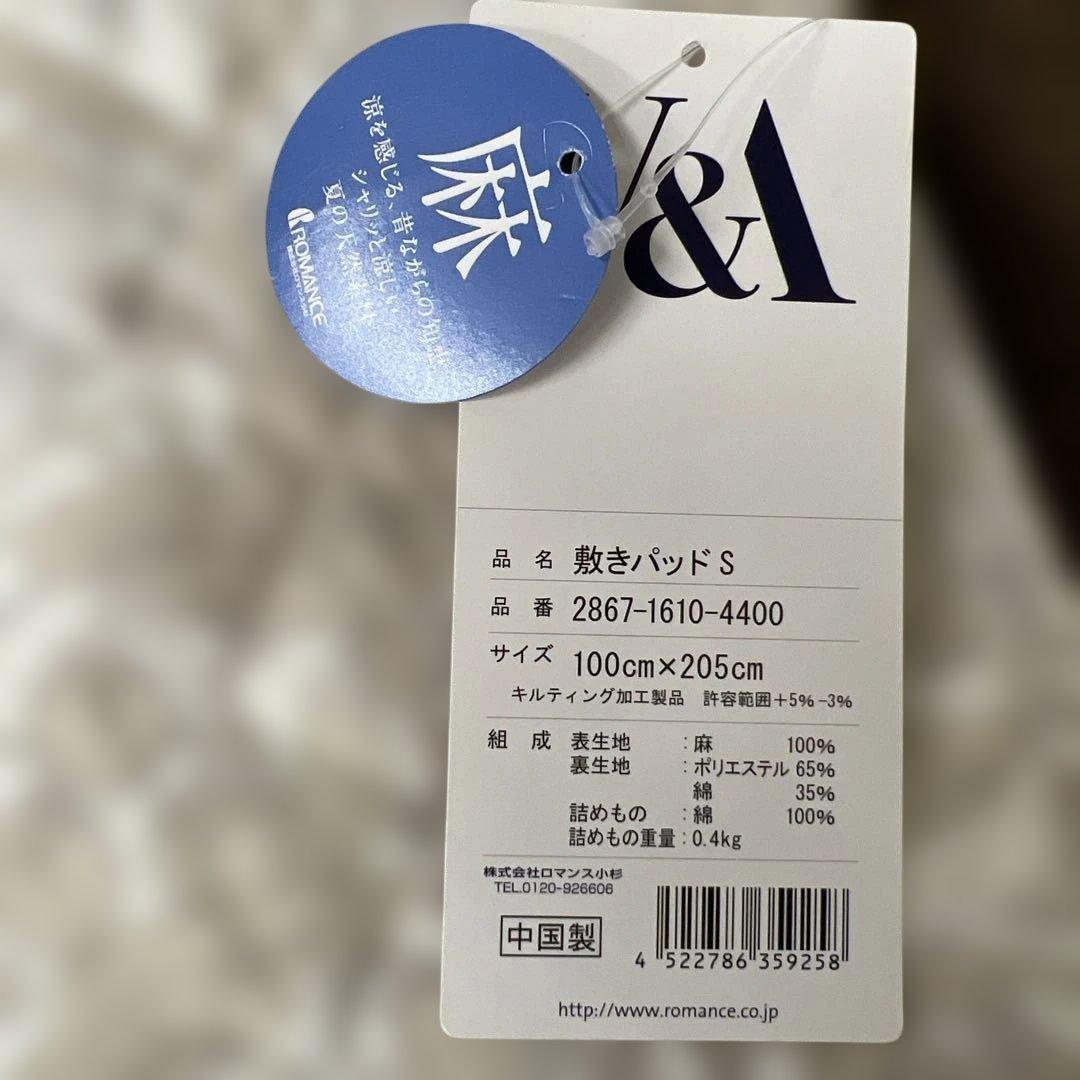 麻
涼を感じる、昔ながらの知恵
シャリッと涼しい
夏の天然素材
ROMANCE
V&A
品名 敷きパッド S
品番 2867-1610-4400
サイズ 100cm×205cm
キルティング加工製品 許容範囲+5% -3%
組成 表生地 :麻 100%
裏生地 :ポリエステル 65%
綿 35%
詰めもの :綿 100%
詰めもの重量:0.4kg
株式会社ロマンス小杉
TEL.0120-926606
中国製
4 522786 359258
http://www.romance.co.jp